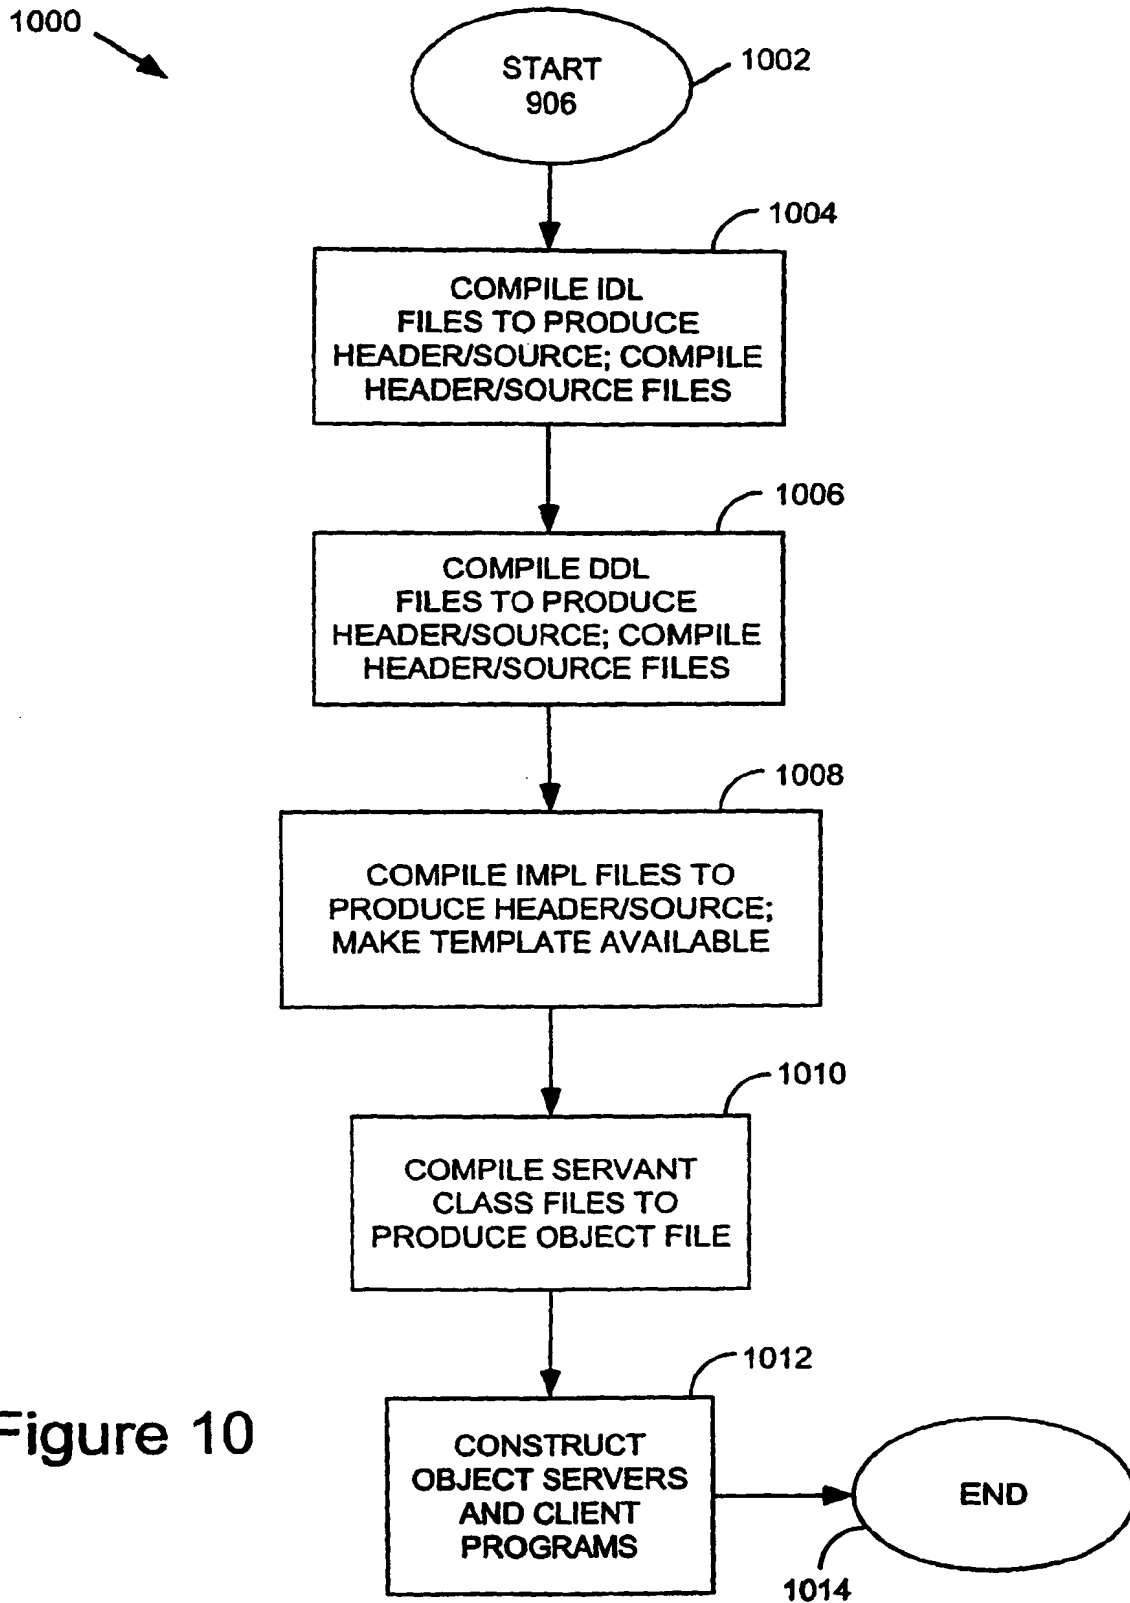 1000
START
906
1002
1004
COMPILE IDL
FILES TO PRODUCE
HEADER/SOURCE; COMPILE
HEADER/SOURCE FILES
1006
COMPILE DDL
FILES TO PRODUCE
HEADER/SOURCE; COMPILE
HEADER/SOURCE FILES
1008
COMPILE IMPL FILES TO
PRODUCE HEADER/SOURCE;
MAKE TEMPLATE AVAILABLE
1010
COMPILE SERVANT
CLASS FILES TO
PRODUCE OBJECT FILE
1012
CONSTRUCT
OBJECT SERVERS
AND CLIENT
PROGRAMS
END
1014
Figure 10